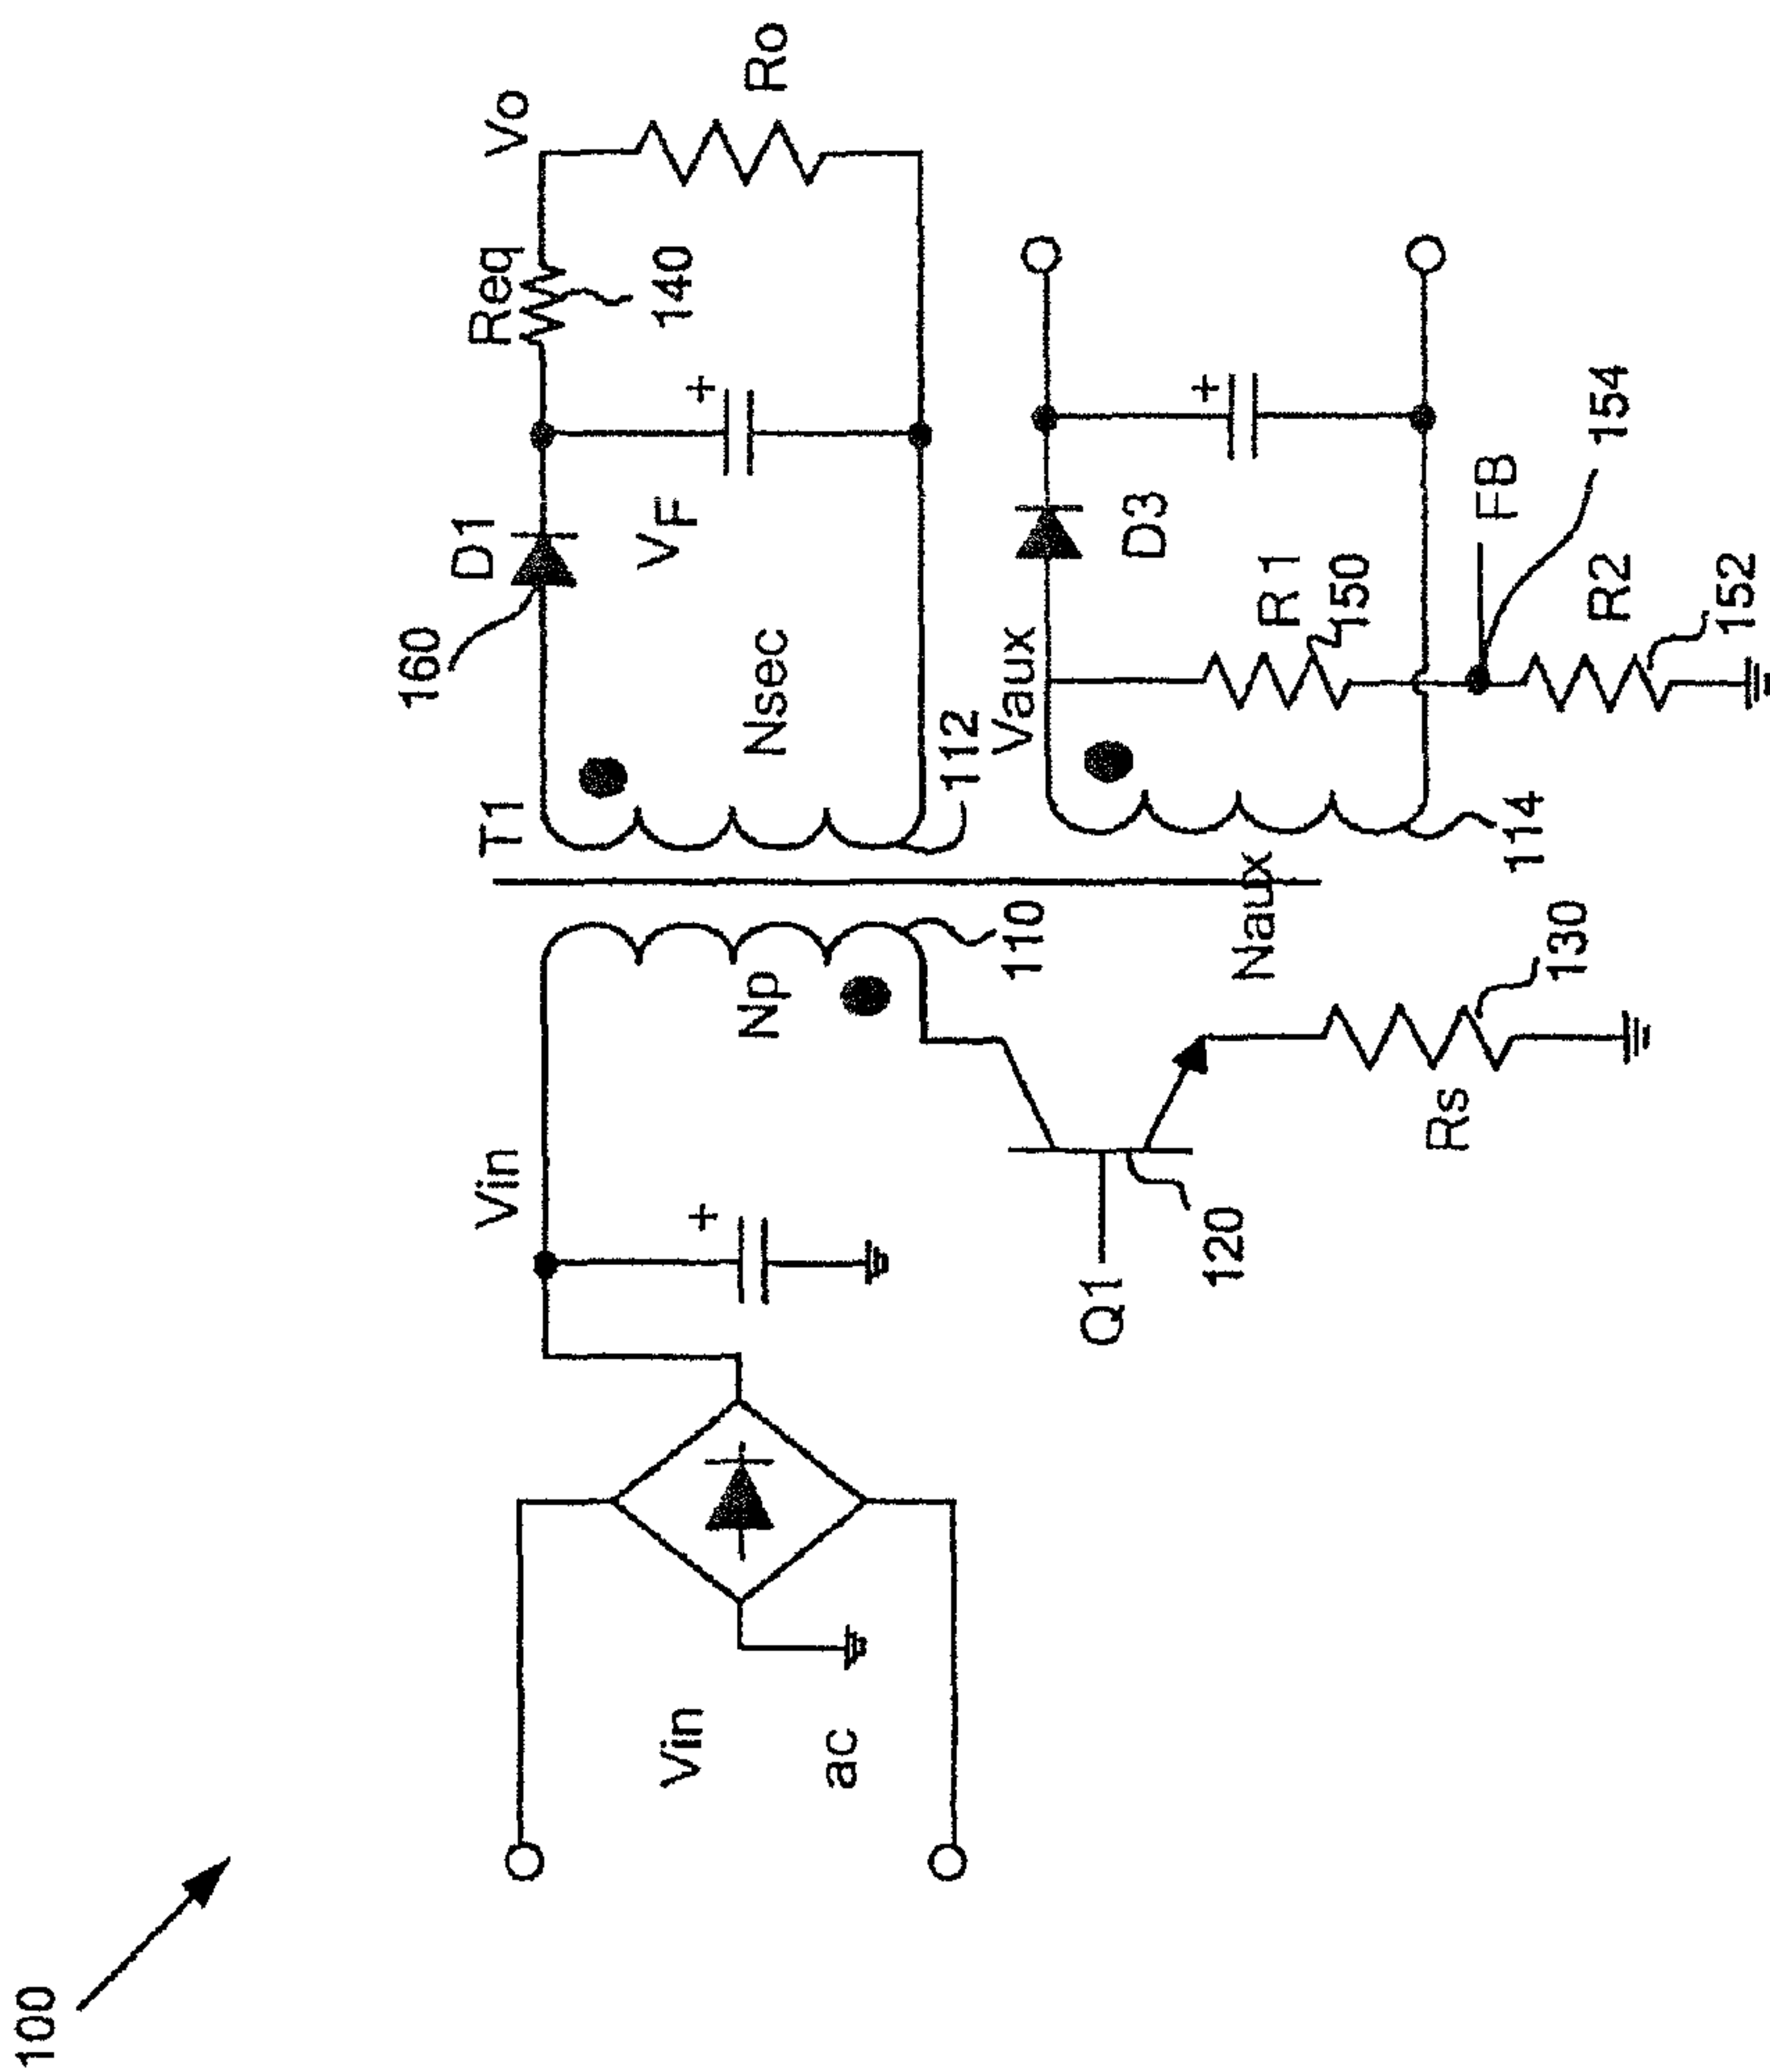 100
Vin
ac
Vin
Np
110
Q1
120
Rs
130
T1
Nsec
112
160
D1
VF
+
+
Req
140
Vo
Ro
Naux
114
Vaux
D3
+
R1
150
FB
154
R2
152